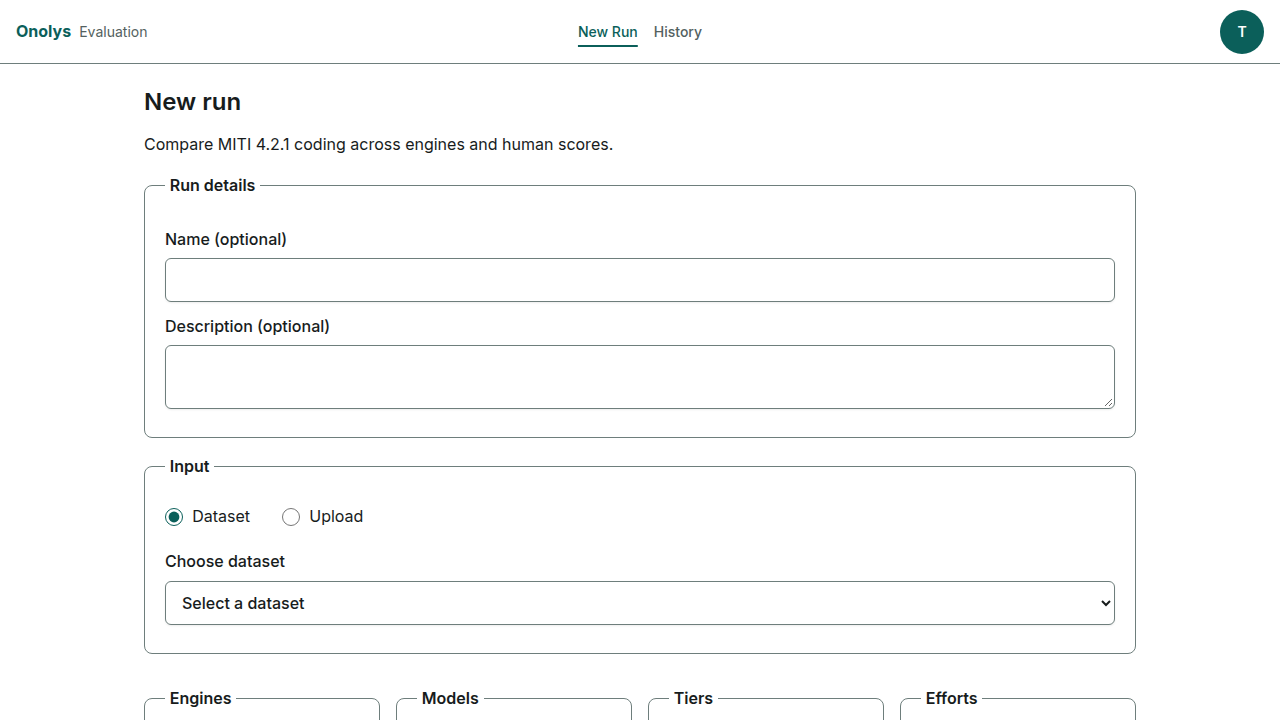 Onolys Evaluation New Run History T
New run
Compare MITI 4.2.1 coding across engines and human scores.
Run details
Name (optional)
Description (optional)
Input
Dataset Upload
Choose dataset
Select a dataset
Engines Models Tiers Efforts